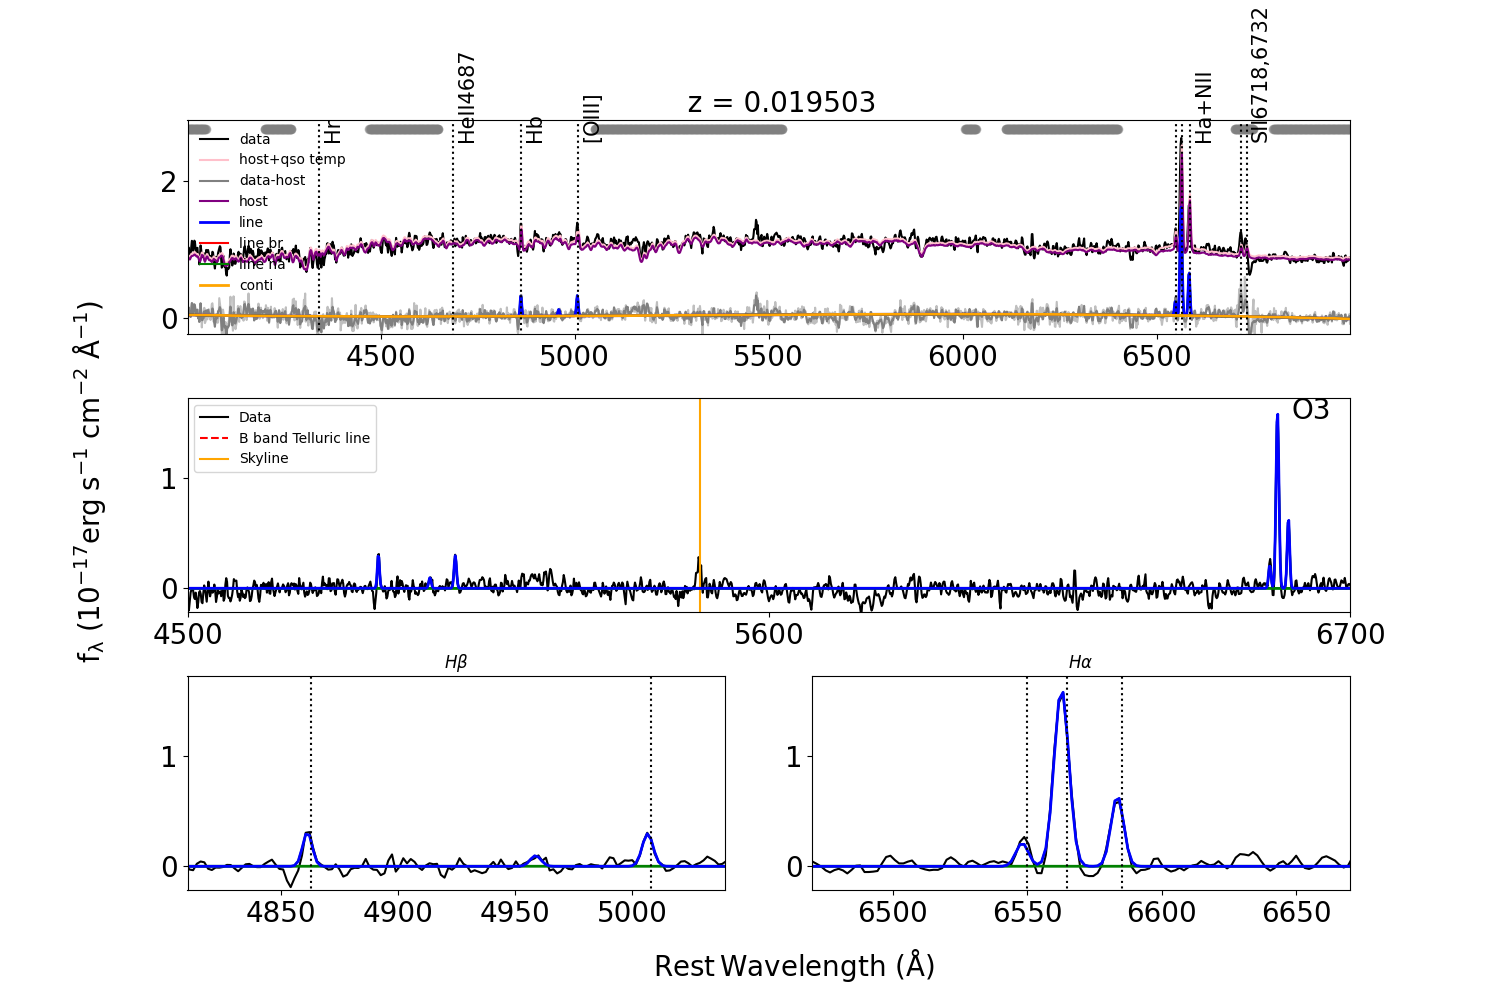 z = 0.019503
Hr
HeII4687
Hb
[OIII]
Ha+NII
SII6718,6732
data
host+qso temp
data-host
host
line
line br
line na
conti
2
0
4500 5000 5500 6000 6500
fλ (10⁻¹⁷erg s⁻¹ cm⁻² Å⁻¹)
O3
Data
B band Telluric line
Skyline
1
0
4500 5600 6700
Hβ
1
0
4850 4900 4950 5000
Hα
1
0
6500 6550 6600 6650
Rest Wavelength (Å)